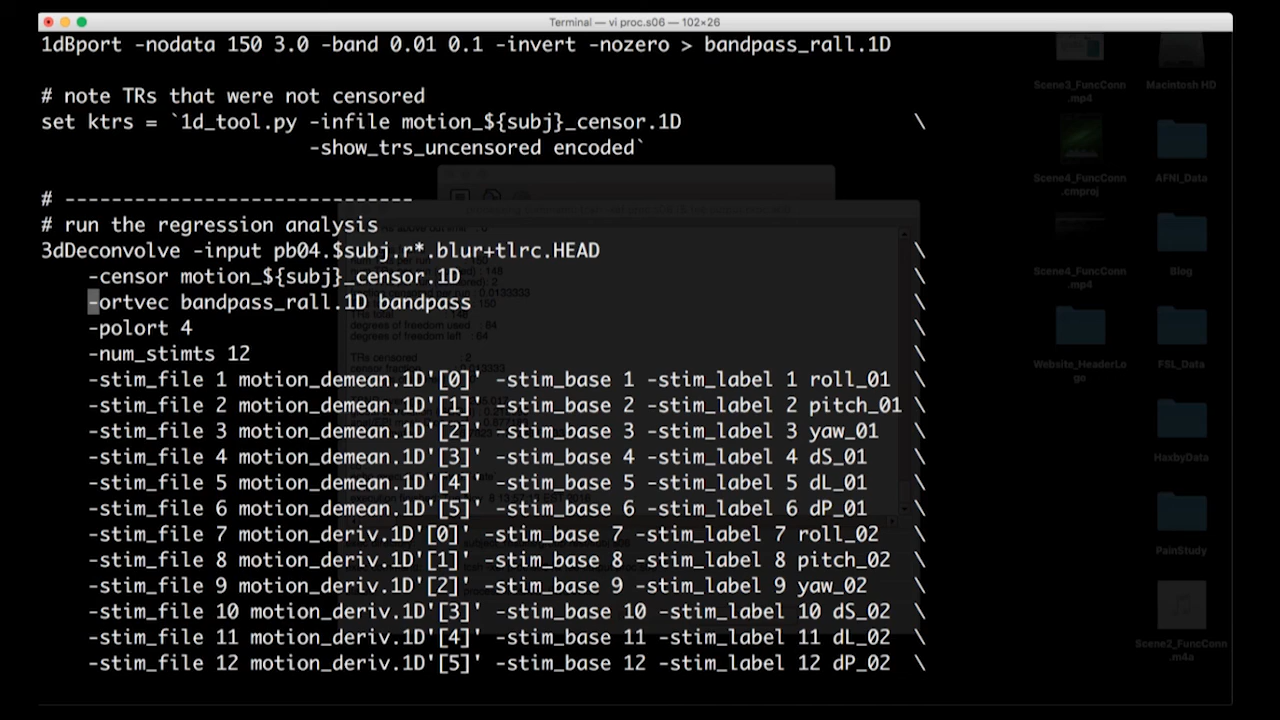 Terminal — vi proc.s06 — 102×26
1dBport -nodata 150 3.0 -band 0.01 0.1 -invert -nozero > bandpass_rall.1D
# note TRs that were not censored
set ktrs = `1d_tool.py -infile motion_${subj}_censor.1D \
-show_trs_uncensored encoded`
# ------------------------------
# run the regression analysis
3dDeconvolve -input pb04.$subj.r*.blur+tlrc.HEAD \
-censor motion_${subj}_censor.1D \
-ortvec bandpass_rall.1D bandpass \
-polort 4 \
-num_stimts 12 \
-stim_file 1 motion_demean.1D'[0]' -stim_base 1 -stim_label 1 roll_01 \
-stim_file 2 motion_demean.1D'[1]' -stim_base 2 -stim_label 2 pitch_01 \
-stim_file 3 motion_demean.1D'[2]' -stim_base 3 -stim_label 3 yaw_01 \
-stim_file 4 motion_demean.1D'[3]' -stim_base 4 -stim_label 4 dS_01 \
-stim_file 5 motion_demean.1D'[4]' -stim_base 5 -stim_label 5 dL_01 \
-stim_file 6 motion_demean.1D'[5]' -stim_base 6 -stim_label 6 dP_01 \
-stim_file 7 motion_deriv.1D'[0]' -stim_base 7 -stim_label 7 roll_02 \
-stim_file 8 motion_deriv.1D'[1]' -stim_base 8 -stim_label 8 pitch_02 \
-stim_file 9 motion_deriv.1D'[2]' -stim_base 9 -stim_label 9 yaw_02 \
-stim_file 10 motion_deriv.1D'[3]' -stim_base 10 -stim_label 10 dS_02 \
-stim_file 11 motion_deriv.1D'[4]' -stim_base 11 -stim_label 11 dL_02 \
-stim_file 12 motion_deriv.1D'[5]' -stim_base 12 -stim_label 12 dP_02 \
Scene3_FuncConn
.mp4
Macintosh HD
Scene4_FuncConn.
cmproj
AFNI_Data
Scene4_FuncConn
.mp4
Blog
Website_HeaderLo
go
FSL_Data
HaxbyData
PainStudy
Scene2_FuncConn.
m4a